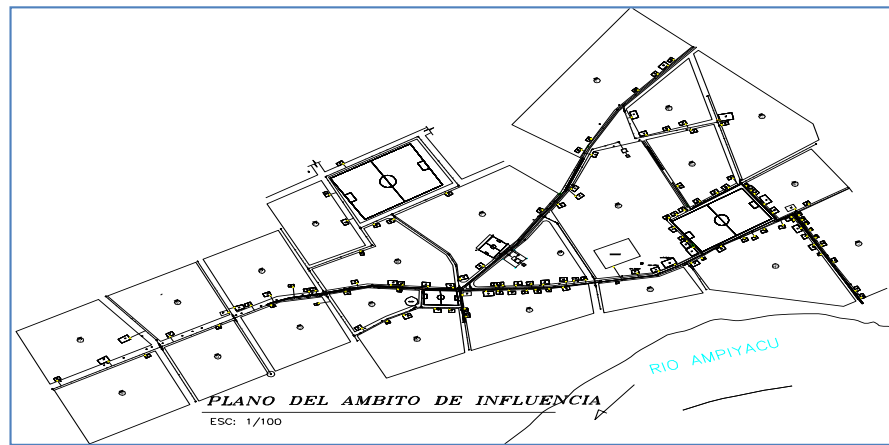 RIO AMPIYACU
PLANO DEL AMBITO DE INFLUENCIA
ESC: 1/100